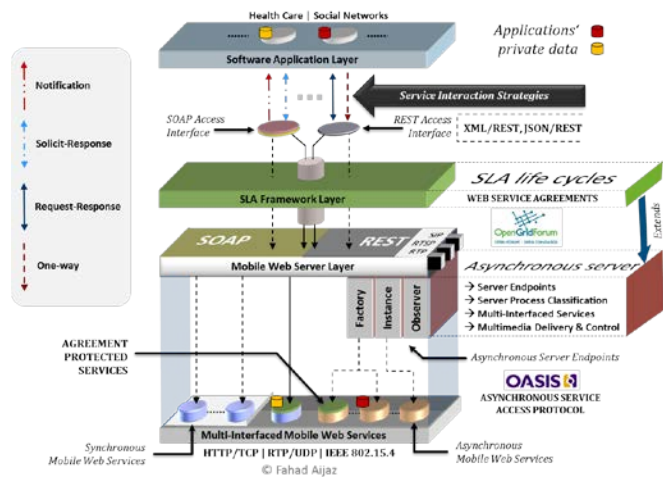 Health Care | Social Networks
Applications'
private data
Software Application Layer
Notification
Solicit-Response
Request-Response
One-way
SOAP Access
Interface
REST Access
Interface
Service Interaction Strategies
XML/REST, JSON/REST
SLA Framework Layer
SLA life cycles
WEB SERVICE AGREEMENTS
OpenGridForum
Extends
SOAP
REST
SIP
RTSP
RTP
Mobile Web Server Layer
Asynchronous server
→ Server Endpoints
→ Server Process Classification
→ Multi-Interfaced Services
→ Multimedia Delivery & Control
Factory
Instance
Observer
AGREEMENT
PROTECTED
SERVICES
Asynchronous Server Endpoints
OASIS
ASYNCHRONOUS SERVICE
ACCESS PROTOCOL
Multi-Interfaced Mobile Web Services
Synchronous
Mobile Web Services
HTTP/TCP | RTP/UDP | IEEE 802.15.4
Asynchronous
Mobile Web Services
© Fahad Aijaz